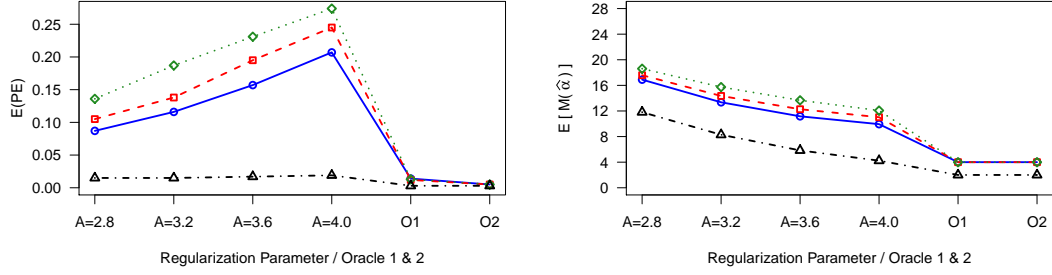 E(PE)
0.25
0.20
0.15
0.10
0.05
0.00
A=2.8 A=3.2 A=3.6 A=4.0 O1 O2
Regularization Parameter / Oracle 1 & 2
E [ M( α̂ ) ]
28
24
20
16
12
8
4
0
A=2.8 A=3.2 A=3.6 A=4.0 O1 O2
Regularization Parameter / Oracle 1 & 2